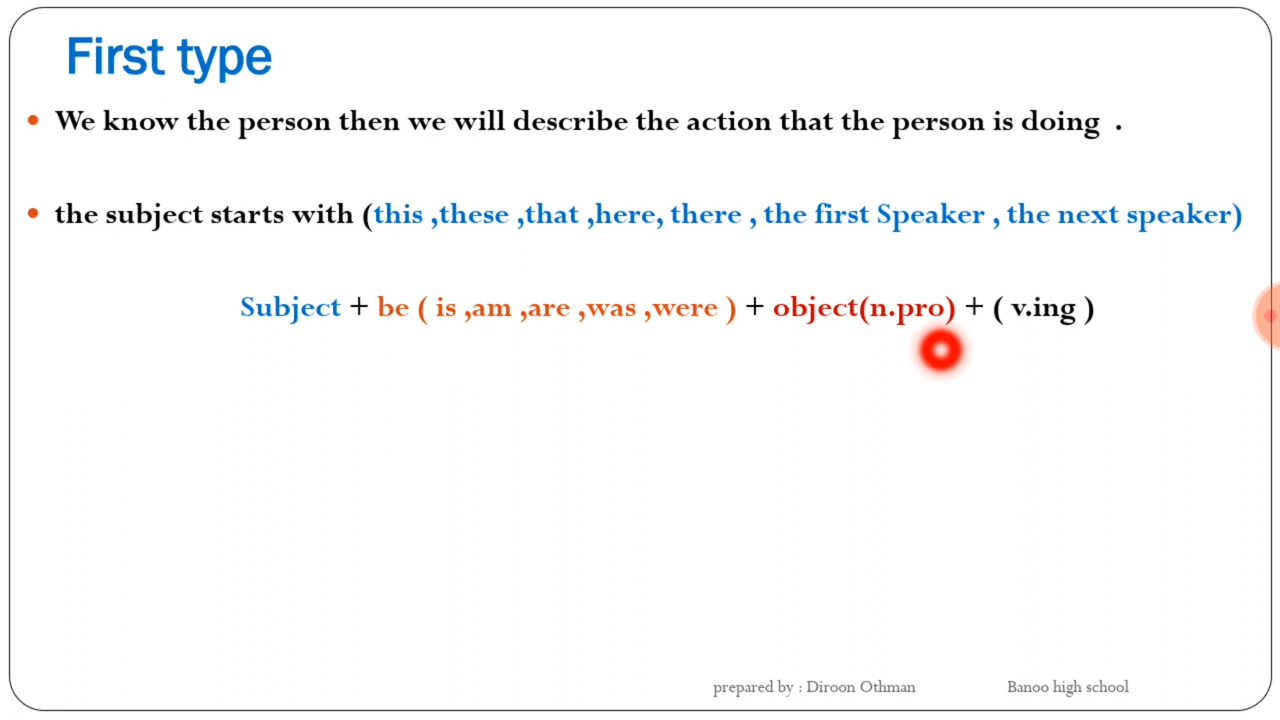 First type
• We know the person then we will describe the action that the person is doing .
• the subject starts with (this ,these ,that ,here, there , the first Speaker , the next speaker)
Subject + be ( is ,am ,are ,was ,were ) + object(n.pro) + ( v.ing )
prepared by : Diroon Othman Banoo high school